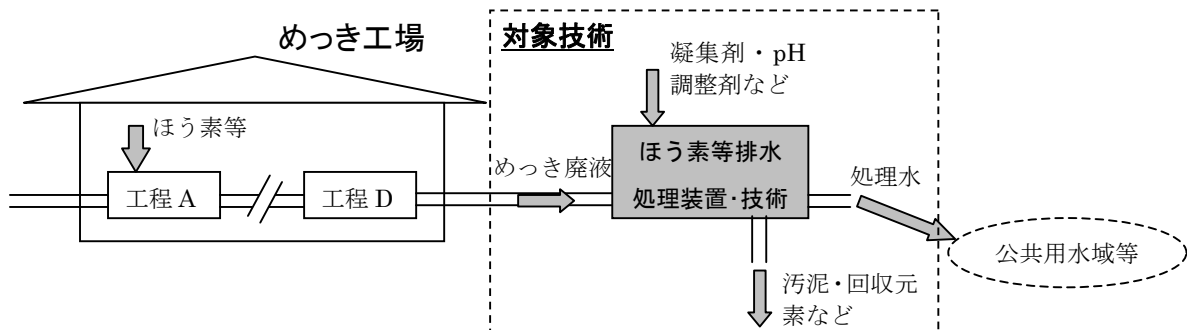 めっき工場
対象技術
凝集剤・pH
調整剤など
ほう素等
ほう素等排水
処理装置・技術
めっき廃液
処理水
工程 A
工程 D
公共用水域等
汚泥・回収元
素など